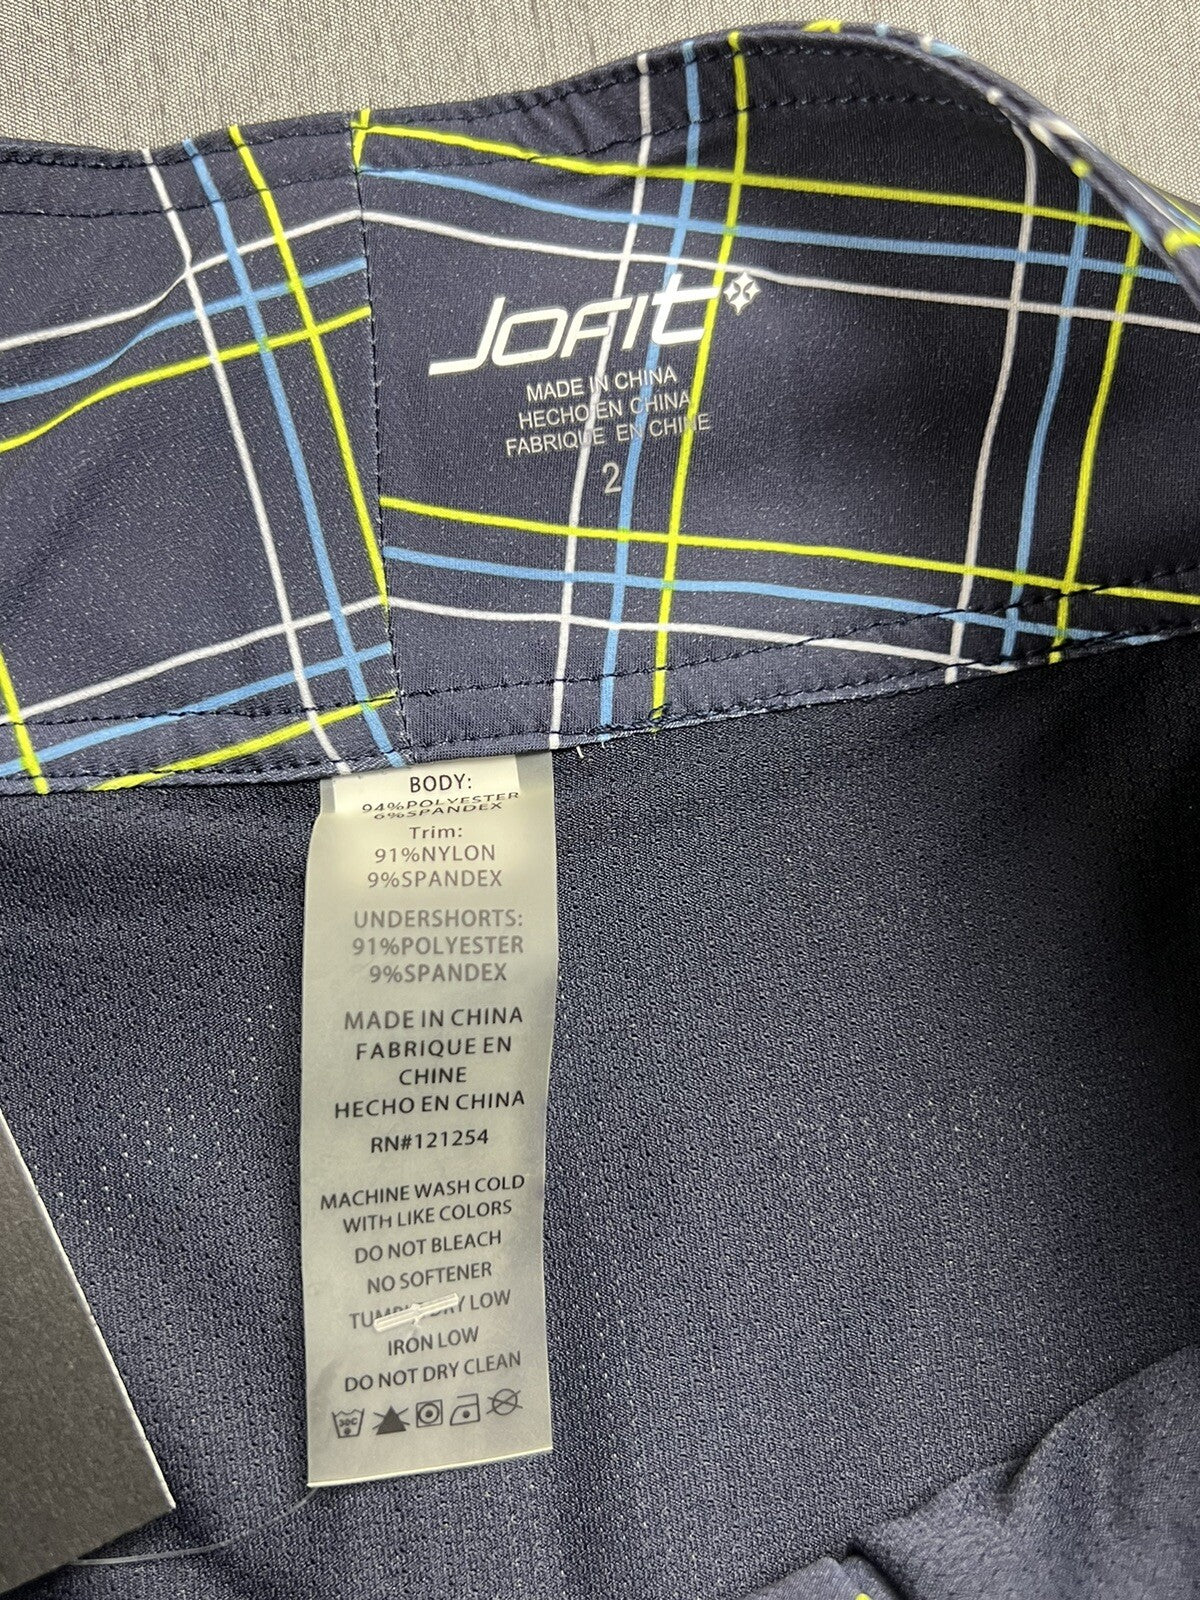 JOFIT
MADE IN CHINA
HECHO EN CHINA
FABRIQUE EN CHINE
2
BODY:
94%POLYESTER
6%SPANDEX
Trim:
91%NYLON
9%SPANDEX
UNDERSHORTS:
91%POLYESTER
9%SPANDEX
MADE IN CHINA
FABRIQUE EN
CHINE
HECHO EN CHINA
RN#121254
MACHINE WASH COLD
WITH LIKE COLORS
DO NOT BLEACH
NO SOFTENER
TUMBLE DRY LOW
IRON LOW
DO NOT DRY CLEAN
30C